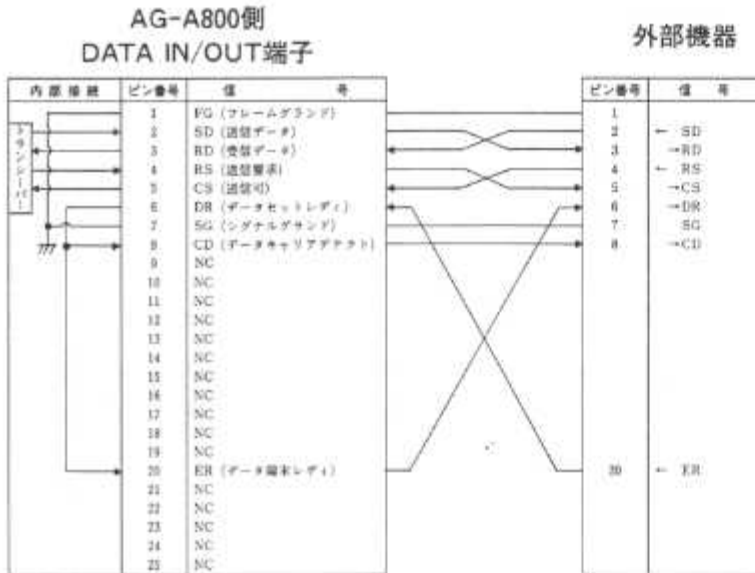 AG-A800側
DATA IN/OUT端子
外部機器
内部接続 ピン番号 信号
ピン番号 信号
トランシーバー
1 FG (フレームグランド) 1
2 SD (送信データ) 2 ← SD
3 RD (受信データ) 3 →RD
4 RS (送信要求) 4 ← RS
5 CS (送信可) 5 →CS
6 DR (データセットレディ) 6 →DR
7 SG (シグナルグランド) 7 SG
8 CD (データキャリアデテクト) 8 →CD
9 NC
10 NC
11 NC
12 NC
13 NC
14 NC
15 NC
16 NC
17 NC
18 NC
19 NC
20 ER (データ端末レディ) 20 ← ER
21 NC
22 NC
23 NC
24 NC
25 NC